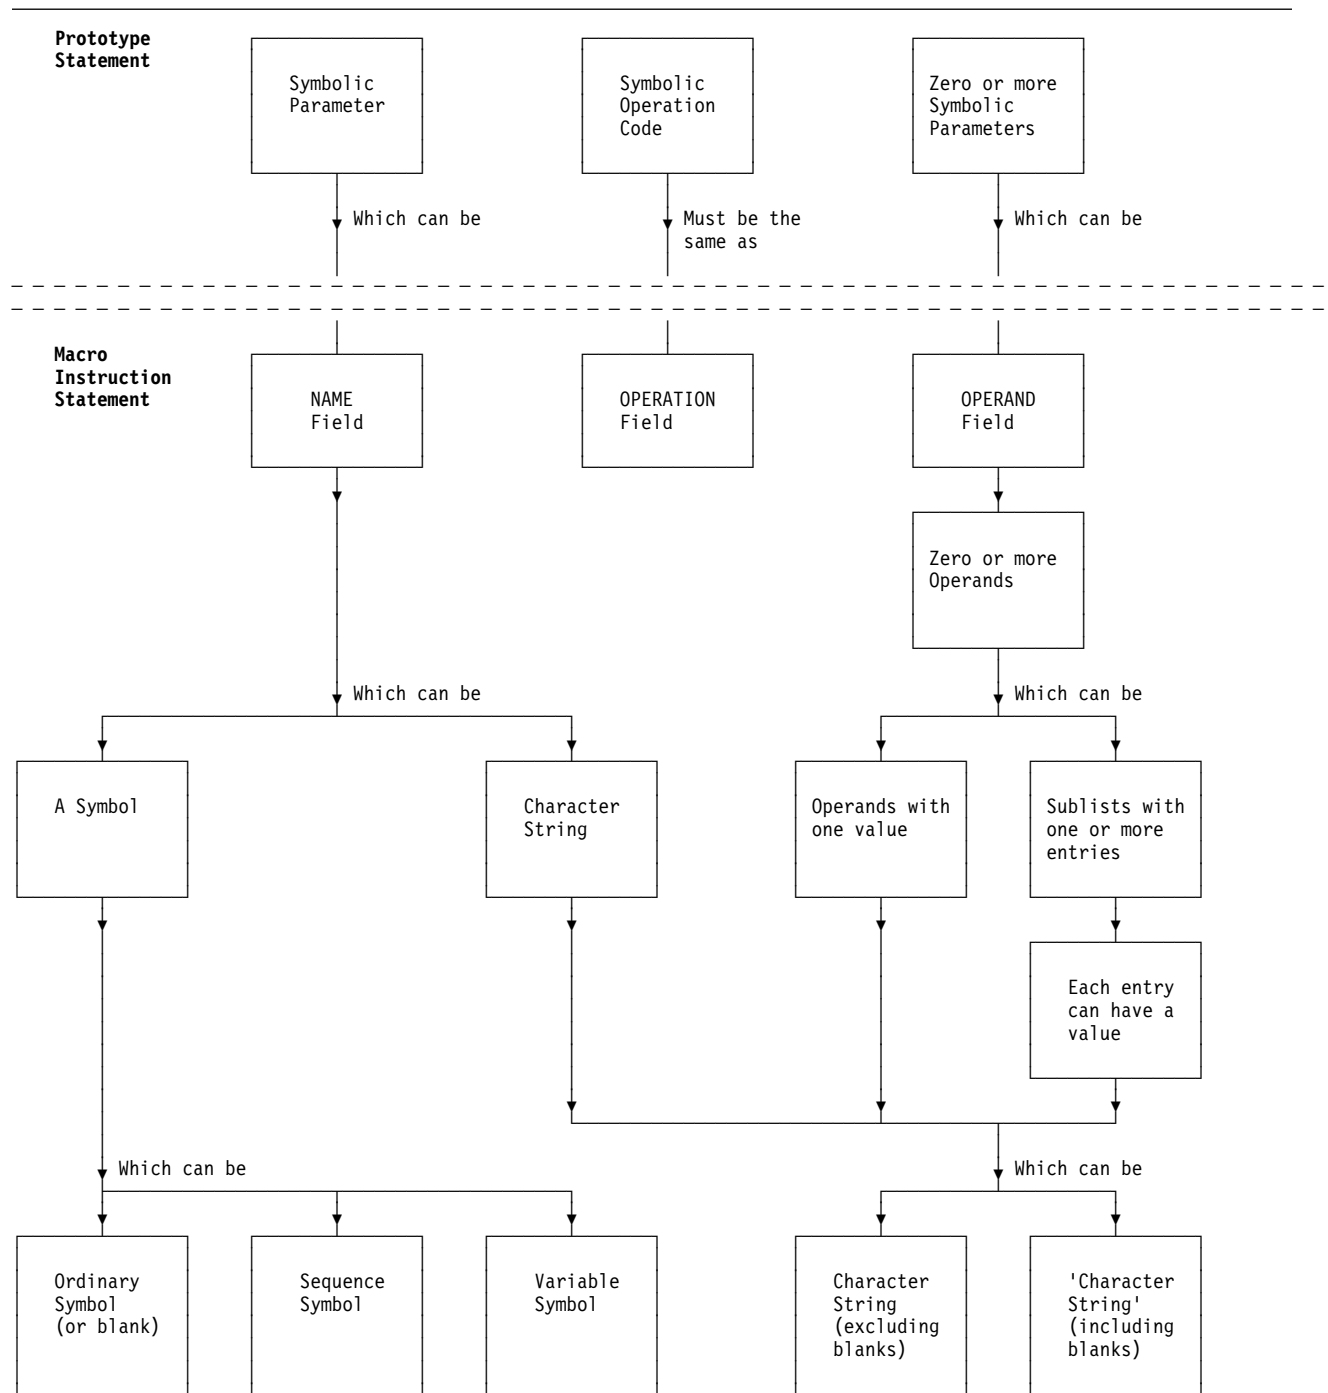 Prototype
Statement
Symbolic
Parameter
Symbolic
Operation
Code
Zero or more
Symbolic
Parameters
Which can be
Must be the
same as
Which can be
Macro
Instruction
Statement
NAME
Field
OPERATION
Field
OPERAND
Field
Zero or more
Operands
Which can be
Which can be
A Symbol
Character
String
Operands with
one value
Sublists with
one or more
entries
Each entry
can have a
value
Which can be
Which can be
Ordinary
Symbol
(or blank)
Sequence
Symbol
Variable
Symbol
Character
String
(excluding
blanks)
'Character
String'
(including
blanks)